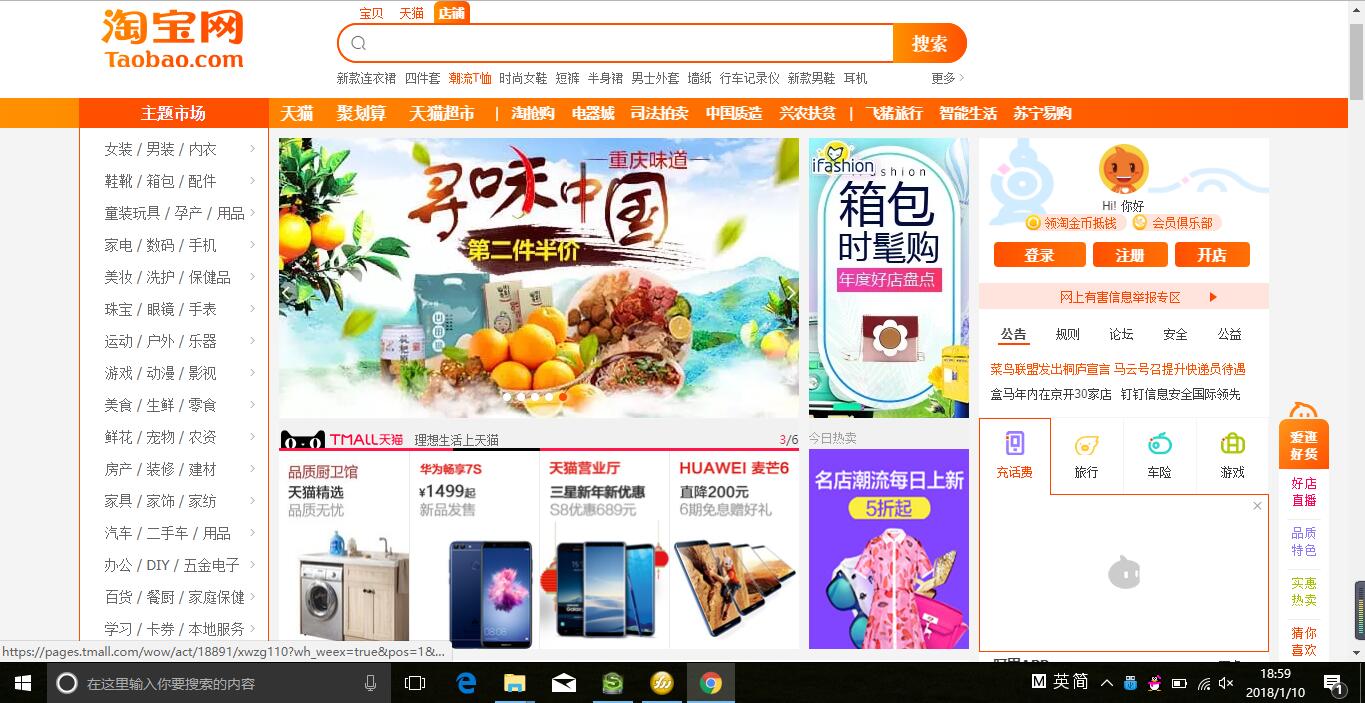 宝贝 天猫 店铺
淘宝网
Taobao.com
搜索
新款连衣裙 四件套 潮流T恤 时尚女鞋 短裤 半身裙 男士外套 墙纸 行车记录仪 新款男鞋 耳机 更多
主题市场 天猫 聚划算 天猫超市 | 淘抢购 电器城 司法拍卖 中国质造 兴农扶贫 | 飞猪旅行 智能生活 苏宁易购
女装 / 男装 / 内衣
鞋靴 / 箱包 / 配件
童装玩具 / 孕产 / 用品
家电 / 数码 / 手机
美妆 / 洗护 / 保健品
珠宝 / 眼镜 / 手表
运动 / 户外 / 乐器
游戏 / 动漫 / 影视
美食 / 生鲜 / 零食
鲜花 / 宠物 / 农资
房产 / 装修 / 建材
家具 / 家饰 / 家纺
汽车 / 二手车 / 用品
办公 / DIY / 五金电子
百货 / 餐厨 / 家庭保健
学习 / 卡券 / 本地服务
重庆味道
寻味中国
第二件半价
ifashion
ifashion
箱包
时髦购
年度好店盘点
Hi! 你好
领淘金币抵钱 会员俱乐部
登录 注册 开店
网上有害信息举报专区
公告 规则 论坛 安全 公益
菜鸟联盟发出桐庐宣言 马云号召提升快递员待遇
盒马年内在京开30家店 钉钉信息安全国际领先
TMALL天猫 理想生活上天猫 3/6
今日热卖
品质厨卫馆
天猫精选
品质无忧
华为畅享7S
¥1499起
新品发售
天猫营业厅
三星新年新优惠
S8优惠689元
HUAWEI 麦芒6
直降200元
6期免息赠好礼
名店潮流每日上新
5折起
充话费 旅行 车险 游戏
爱逛
好货
好店
直播
品质
特色
实惠
热卖
猜你
喜欢
https://pages.tmall.com/wow/act/18891/xwzg110?wh_weex=true&pos=1&...
在这里输入你要搜索的内容
M 英 简
18:59
2018/1/10
1